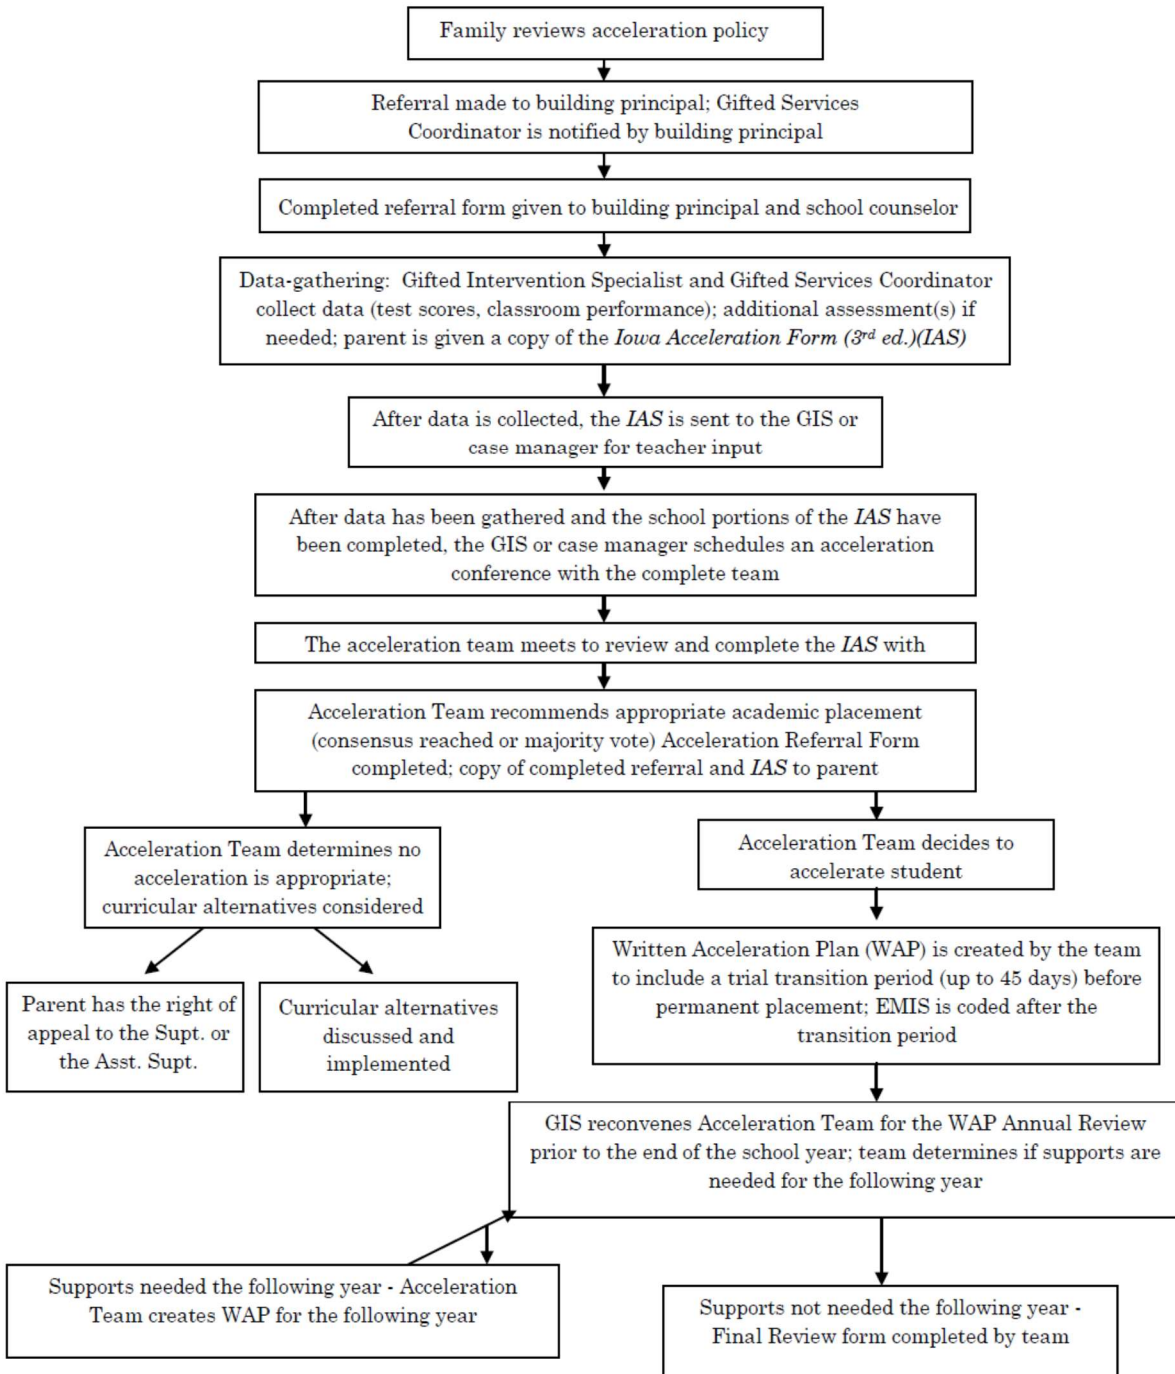 Family reviews acceleration policy
Referral made to building principal; Gifted Services
Coordinator is notified by building principal
Completed referral form given to building principal and school counselor
Data-gathering: Gifted Intervention Specialist and Gifted Services Coordinator
collect data (test scores, classroom performance); additional assessment(s) if
needed; parent is given a copy of the Iowa Acceleration Form (3rd ed.)(IAS)
After data is collected, the IAS is sent to the GIS or
case manager for teacher input
After data has been gathered and the school portions of the IAS have
been completed, the GIS or case manager schedules an acceleration
conference with the complete team
The acceleration team meets to review and complete the IAS with
Acceleration Team recommends appropriate academic placement
(consensus reached or majority vote) Acceleration Referral Form
completed; copy of completed referral and IAS to parent
Acceleration Team determines no
acceleration is appropriate;
curricular alternatives considered
Acceleration Team decides to
accelerate student
Parent has the right of
appeal to the Supt. or
the Asst. Supt.
Curricular alternatives
discussed and
implemented
Written Acceleration Plan (WAP) is created by the team
to include a trial transition period (up to 45 days) before
permanent placement; EMIS is coded after the
transition period
GIS reconvenes Acceleration Team for the WAP Annual Review
prior to the end of the school year; team determines if supports are
needed for the following year
Supports needed the following year - Acceleration
Team creates WAP for the following year
Supports not needed the following year -
Final Review form completed by team